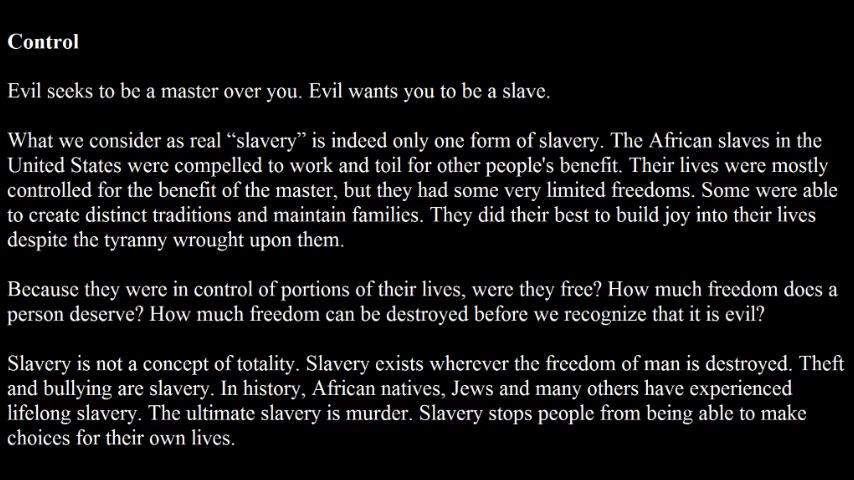 Control
Evil seeks to be a master over you. Evil wants you to be a slave.
What we consider as real “slavery” is indeed only one form of slavery. The African slaves in the
United States were compelled to work and toil for other people's benefit. Their lives were mostly
controlled for the benefit of the master, but they had some very limited freedoms. Some were able
to create distinct traditions and maintain families. They did their best to build joy into their lives
despite the tyranny wrought upon them.
Because they were in control of portions of their lives, were they free? How much freedom does a
person deserve? How much freedom can be destroyed before we recognize that it is evil?
Slavery is not a concept of totality. Slavery exists wherever the freedom of man is destroyed. Theft
and bullying are slavery. In history, African natives, Jews and many others have experienced
lifelong slavery. The ultimate slavery is murder. Slavery stops people from being able to make
choices for their own lives.